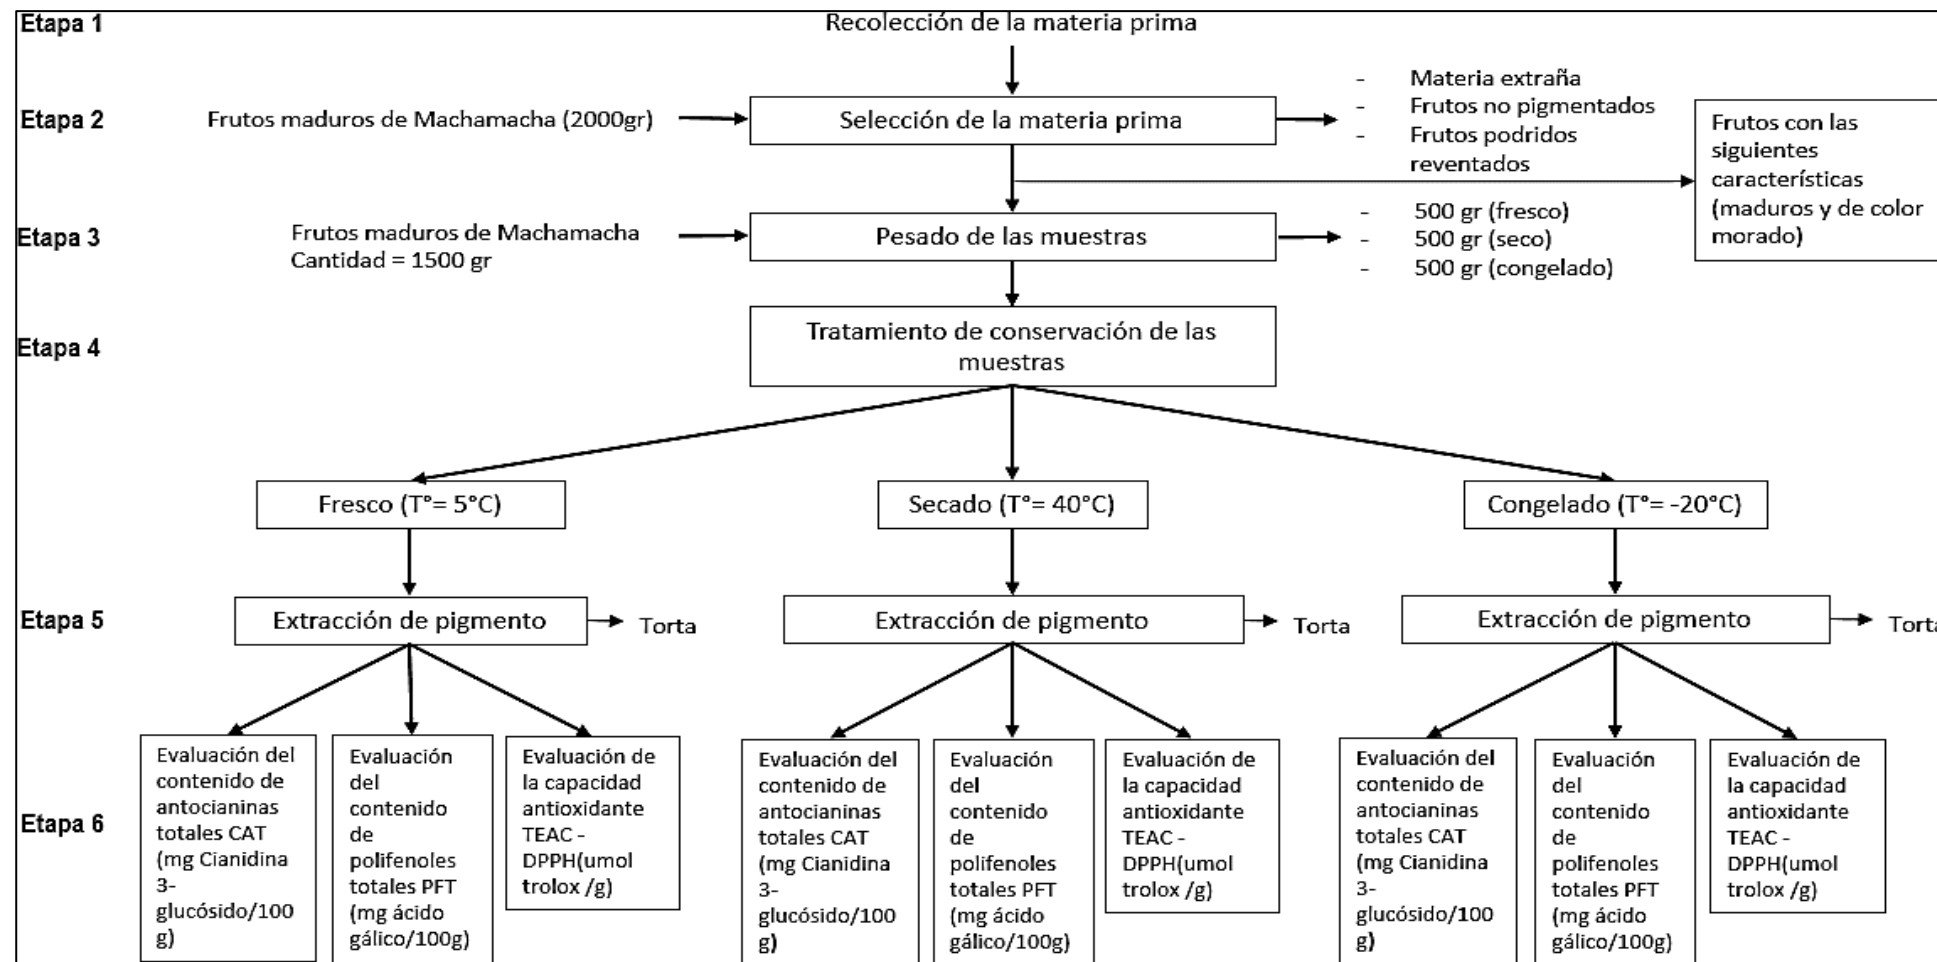 Etapa 1
Recolección de la materia prima
Etapa 2
Frutos maduros de Machamacha (2000gr)
Selección de la materia prima
- Materia extraña
- Frutos no pigmentados
- Frutos podridos
reventados
Frutos con las
siguientes
características
(maduros y de color
morado)
Etapa 3
Frutos maduros de Machamacha
Cantidad = 1500 gr
Pesado de las muestras
- 500 gr (fresco)
- 500 gr (seco)
- 500 gr (congelado)
Etapa 4
Tratamiento de conservación de las
muestras
Fresco (T°= 5°C)
Secado (T°= 40°C)
Congelado (T°= -20°C)
Etapa 5
Extracción de pigmento
Torta
Extracción de pigmento
Torta
Extracción de pigmento
Torta
Etapa 6
Evaluación del
contenido de
antocianinas
totales CAT
(mg Cianidina
3-
glucósido/100
g)
Evaluación
del
contenido
de
polifenoles
totales PFT
(mg ácido
gálico/100g)
Evaluación de
la capacidad
antioxidante
TEAC -
DPPH(umol
trolox /g)
Evaluación del
contenido de
antocianinas
totales CAT
(mg Cianidina
3-
glucósido/100
g)
Evaluación
del
contenido
de
polifenoles
totales PFT
(mg ácido
gálico/100g)
Evaluación de
la capacidad
antioxidante
TEAC -
DPPH(umol
trolox /g)
Evaluación del
contenido de
antocianinas
totales CAT
(mg Cianidina
3-
glucósido/100
g)
Evaluación
del
contenido
de
polifenoles
totales PFT
(mg ácido
gálico/100g)
Evaluación de
la capacidad
antioxidante
TEAC -
DPPH(umol
trolox /g)